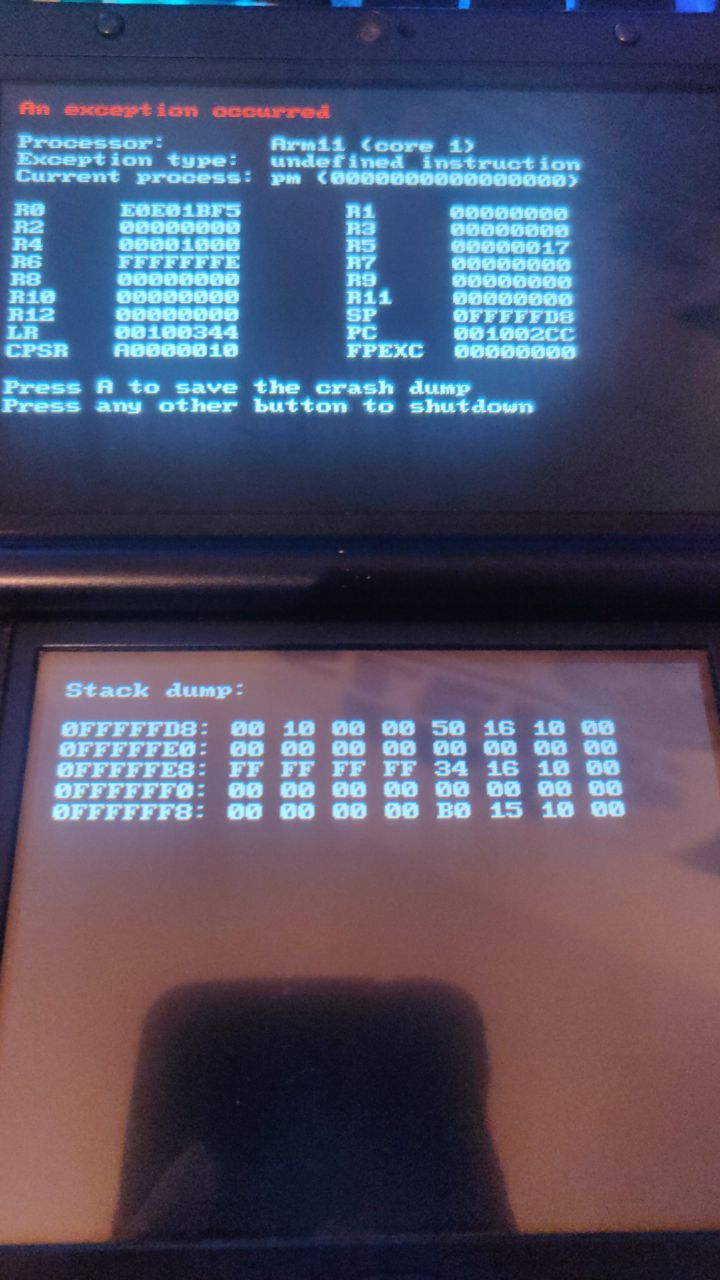 An exception occurred
Processor: Arm11 (core 1)
Exception type: undefined instruction
Current process: pm (0000000000000000)
R0 E0E01BF5 R1 00000000
R2 00000000 R3 00000000
R4 00001000 R5 00000017
R6 FFFFFFFE R7 00000000
R8 00000000 R9 00000000
R10 00000000 R11 00000000
R12 00000000 SP 0FFFFFD8
LR 00100344 PC 001002CC
CPSR A0000010 FPEXC 00000000
Press A to save the crash dump
Press any other button to shutdown
Stack dump:
0FFFFFD8: 00 10 00 00 50 16 10 00
0FFFFFE0: 00 00 00 00 00 00 00 00
0FFFFFE8: FF FF FF FF 34 16 10 00
0FFFFFF0: 00 00 00 00 00 00 00 00
0FFFFFF8: 00 00 00 00 B0 15 10 00